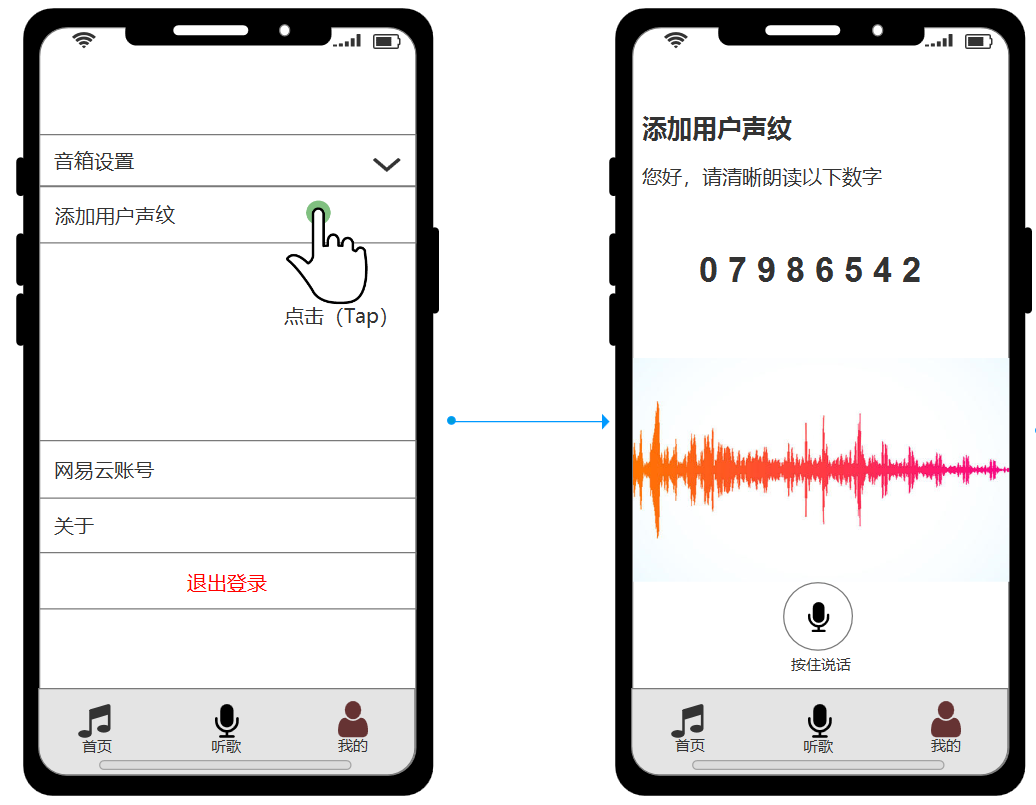 音箱设置
添加用户声纹
点击（Tap）
网易云账号
关于
退出登录
首页
听歌
我的
添加用户声纹
您好，请清晰朗读以下数字
0 7 9 8 6 5 4 2
按住说话
首页
听歌
我的